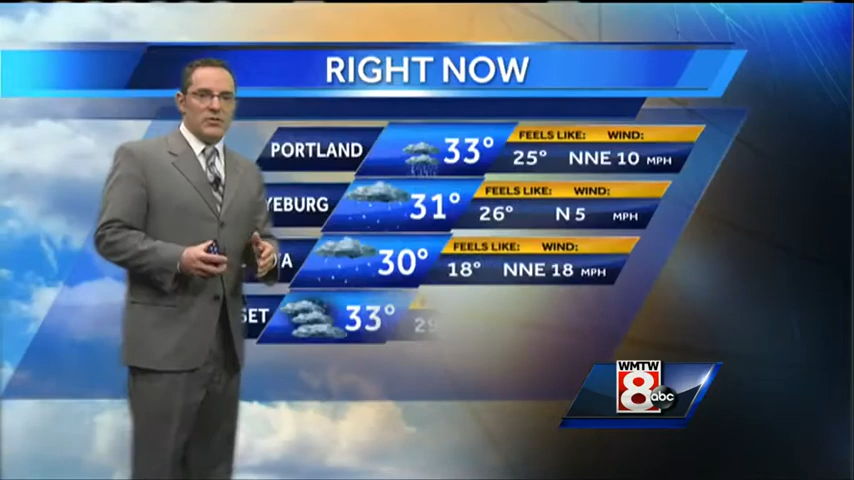 RIGHT NOW
PORTLAND 33° FEELS LIKE: WIND: 25° NNE 10 MPH
YEBURG 31° FEELS LIKE: WIND: 26° N 5 MPH
A 30° FEELS LIKE: WIND: 18° NNE 18 MPH
SET 33° 29
WMTW
8
abc